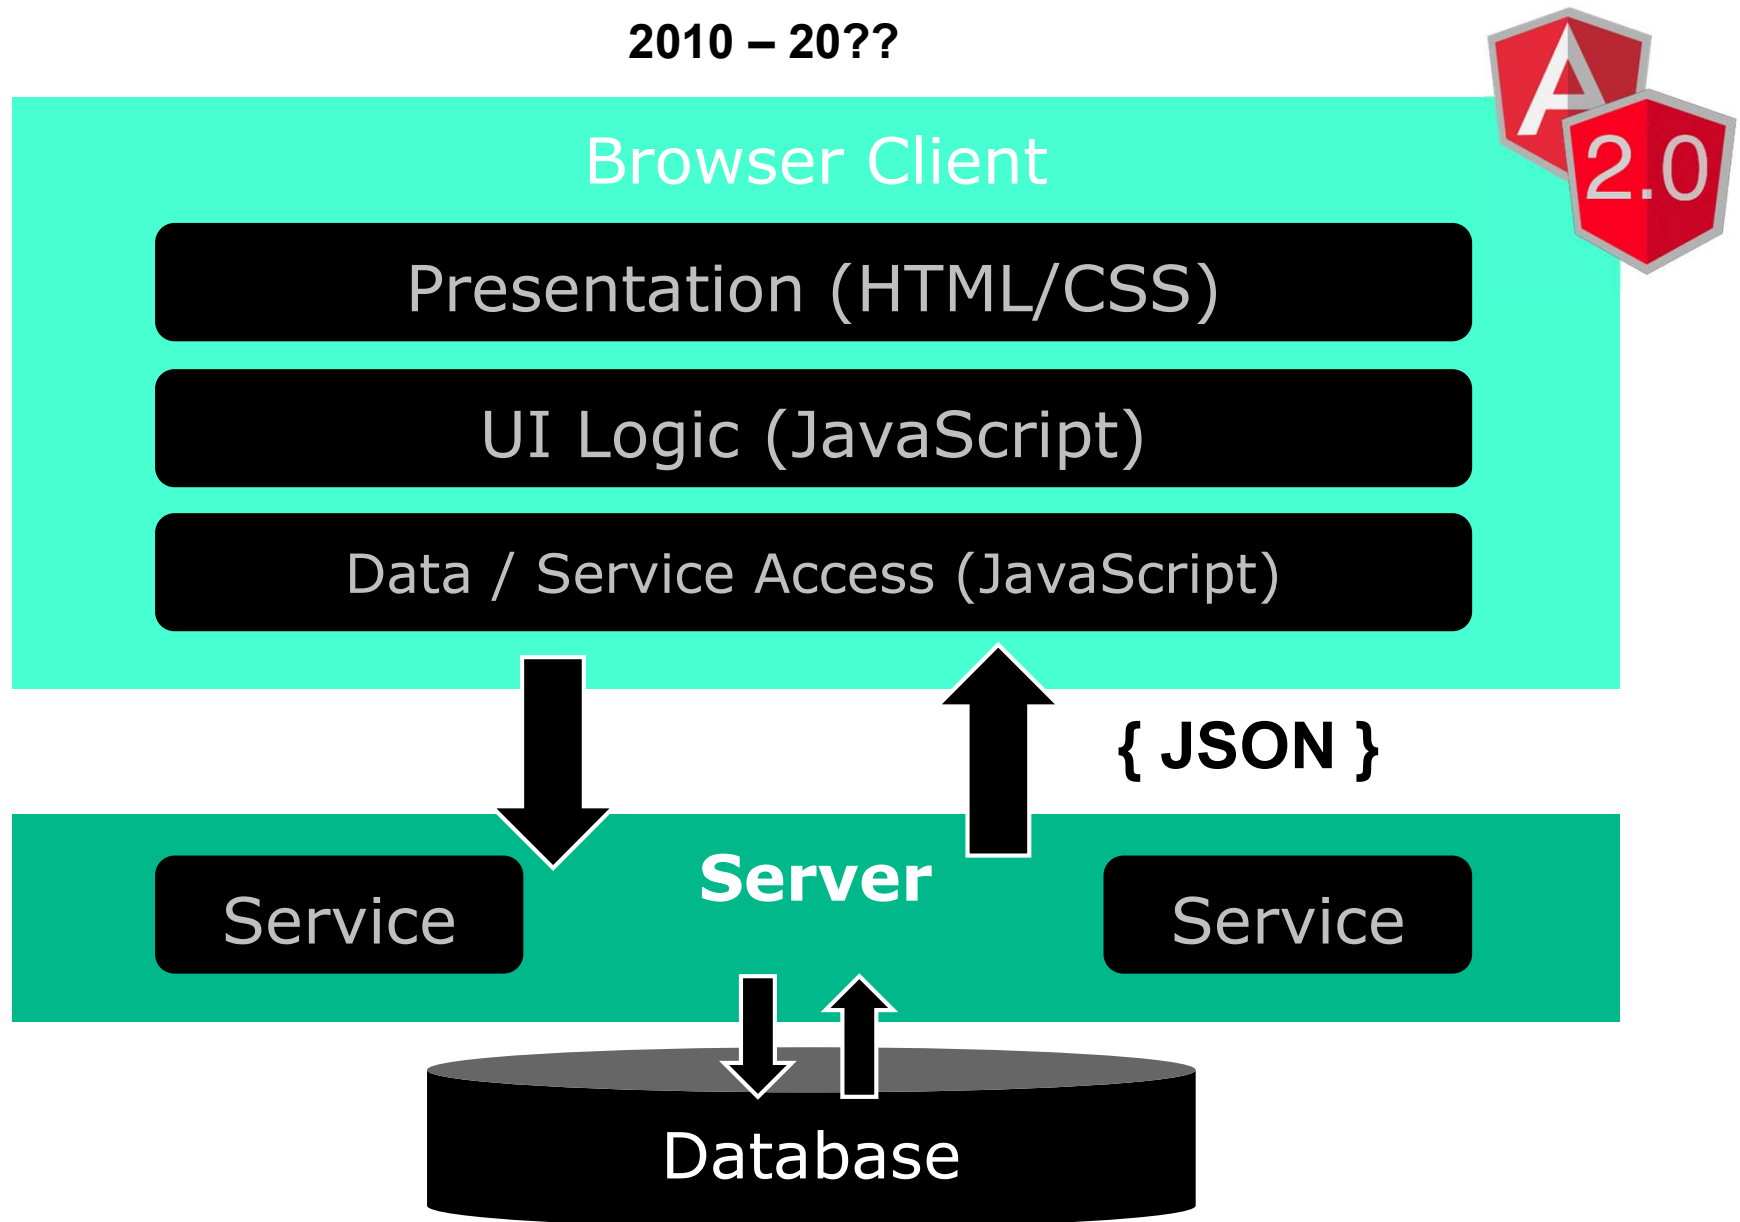 2010 – 20??
A
2.0
Browser Client
Presentation (HTML/CSS)
UI Logic (JavaScript)
Data / Service Access (JavaScript)
{ JSON }
Server
Service
Service
Database